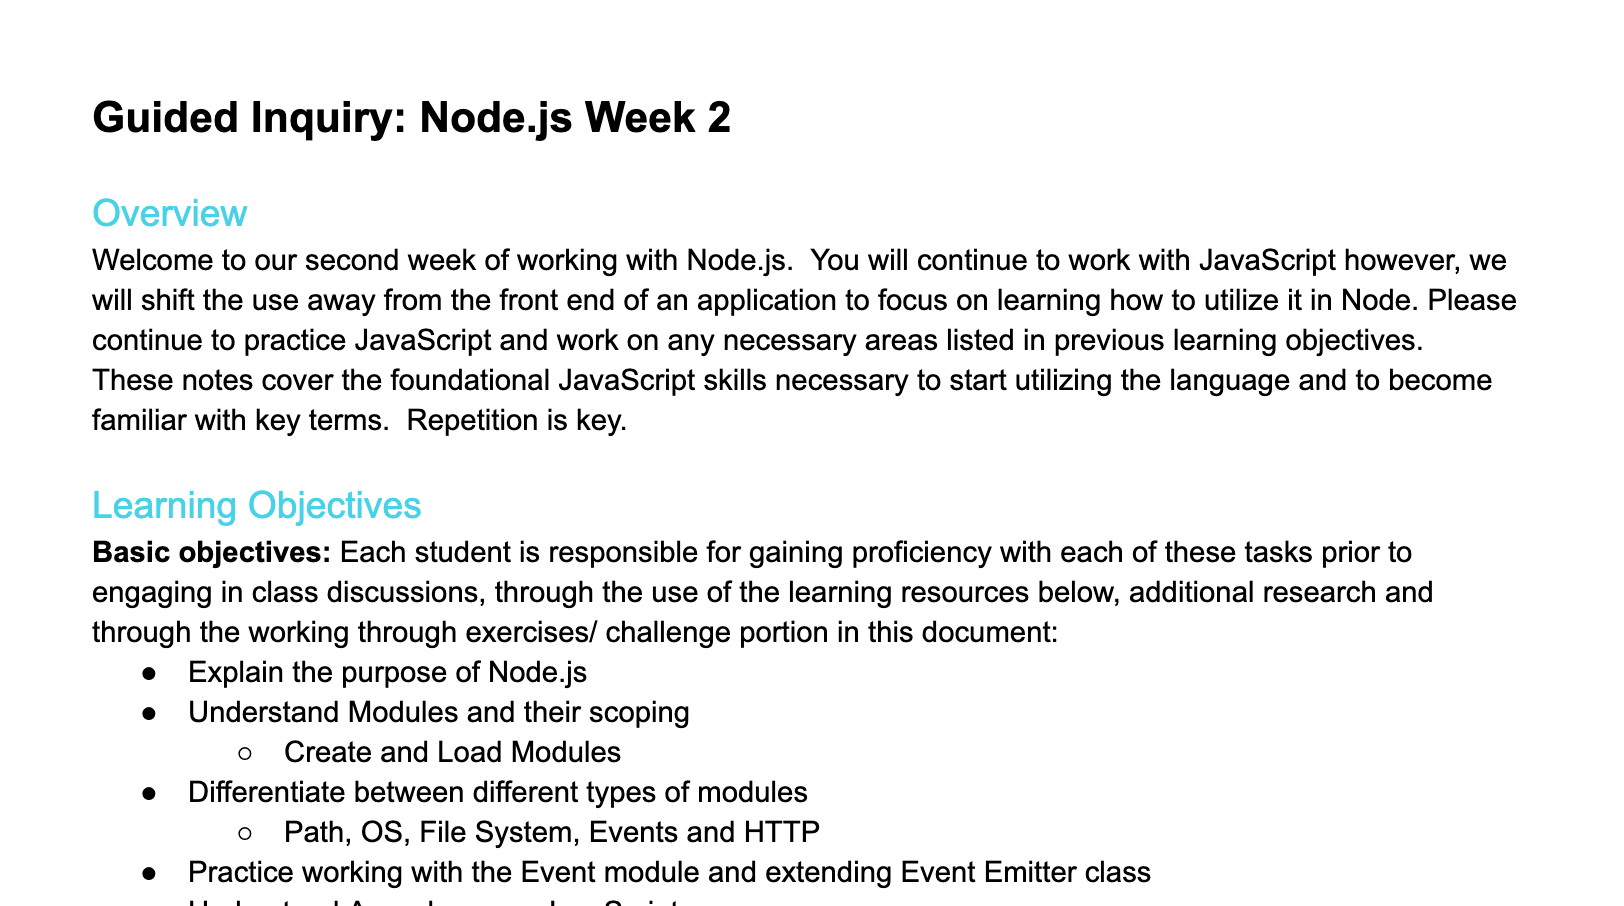 Guided Inquiry: Node.js Week 2
Overview
Welcome to our second week of working with Node.js.  You will continue to work with JavaScript however, we
will shift the use away from the front end of an application to focus on learning how to utilize it in Node. Please
continue to practice JavaScript and work on any necessary areas listed in previous learning objectives.
These notes cover the foundational JavaScript skills necessary to start utilizing the language and to become
familiar with key terms.  Repetition is key.
Learning Objectives
Basic objectives: Each student is responsible for gaining proficiency with each of these tasks prior to
engaging in class discussions, through the use of the learning resources below, additional research and
through the working through exercises/ challenge portion in this document:
● Explain the purpose of Node.js
● Understand Modules and their scoping
○ Create and Load Modules
● Differentiate between different types of modules
○ Path, OS, File System, Events and HTTP
● Practice working with the Event module and extending Event Emitter class